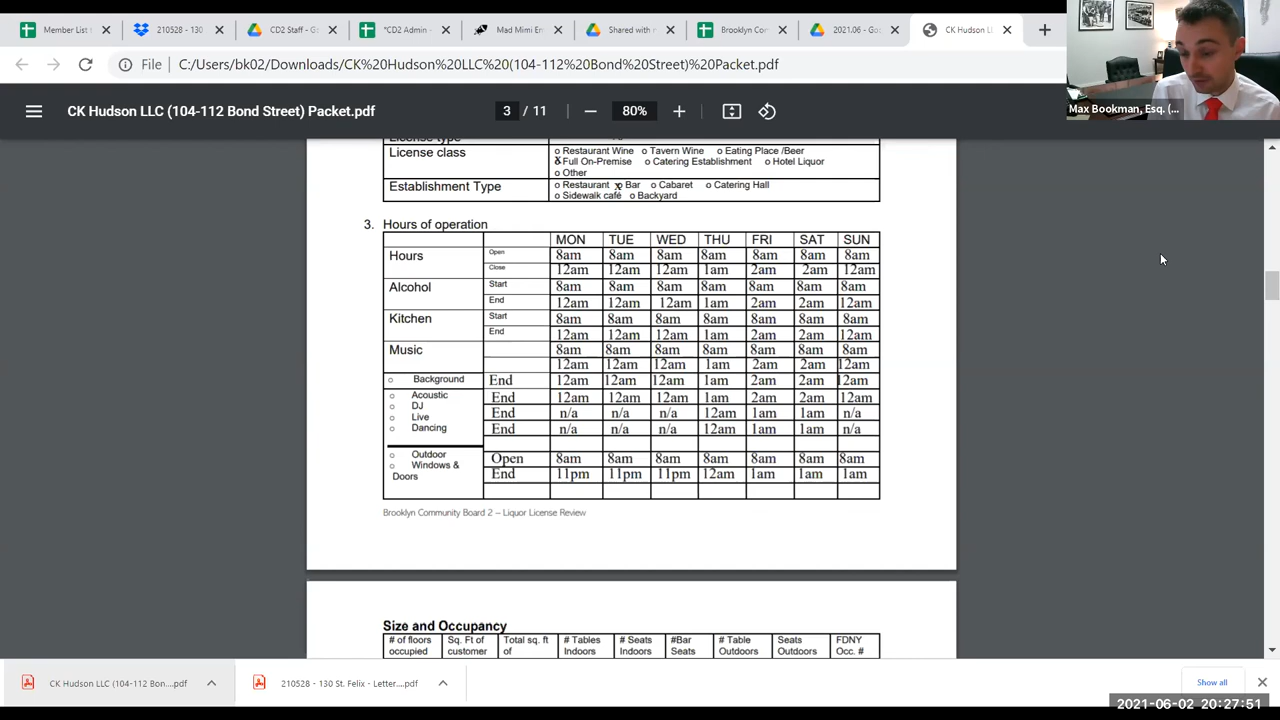 Member List f
210528 - 130
CD2 Staff - Go
*CD2 Admin -
Mad Mimi Em
Shared with m
Brooklyn Com
2021.06 - Goo
CK Hudson LL
File C:/Users/bk02/Downloads/CK%20Hudson%20LLC%20(104-112%20Bond%20Street)%20Packet.pdf
Max Bookman, Esq. (...
CK Hudson LLC (104-112 Bond Street) Packet.pdf 3 / 11 80%
License type
License class o Restaurant Wine o Tavern Wine o Eating Place /Beer
x Full On-Premise o Catering Establishment o Hotel Liquor
o Other
Establishment Type o Restaurant x Bar o Cabaret o Catering Hall
o Sidewalk café o Backyard
3. Hours of operation
MON TUE WED THU FRI SAT SUN
Hours Open 8am 8am 8am 8am 8am 8am 8am
Close 12am 12am 12am 1am 2am 2am 12am
Alcohol Start 8am 8am 8am 8am 8am 8am 8am
End 12am 12am 12am 1am 2am 2am 12am
Kitchen Start 8am 8am 8am 8am 8am 8am 8am
End 12am 12am 12am 1am 2am 2am 12am
Music 8am 8am 8am 8am 8am 8am 8am
12am 12am 12am 1am 2am 2am 12am
o Background End 12am 12am 12am 1am 2am 2am 12am
o Acoustic End 12am 12am 12am 1am 2am 2am 12am
o DJ End n/a n/a n/a 12am 1am 1am n/a
o Live
o Dancing End n/a n/a n/a 12am 1am 1am n/a
o Outdoor Open 8am 8am 8am 8am 8am 8am 8am
o Windows & Doors End 11pm 11pm 11pm 12am 1am 1am 1am
Brooklyn Community Board 2 – Liquor License Review
Size and Occupancy
# of floors occupied
Sq. Ft of customer
Total sq. ft of
# Tables Indoors
# Seats Indoors
#Bar Seats
# Table Outdoors
Seats Outdoors
FDNY Occ. #
CK Hudson LLC (104-112 Bon....pdf
210528 - 130 St. Felix - Letter....pdf
Show all
2021-06-02 20:27:51